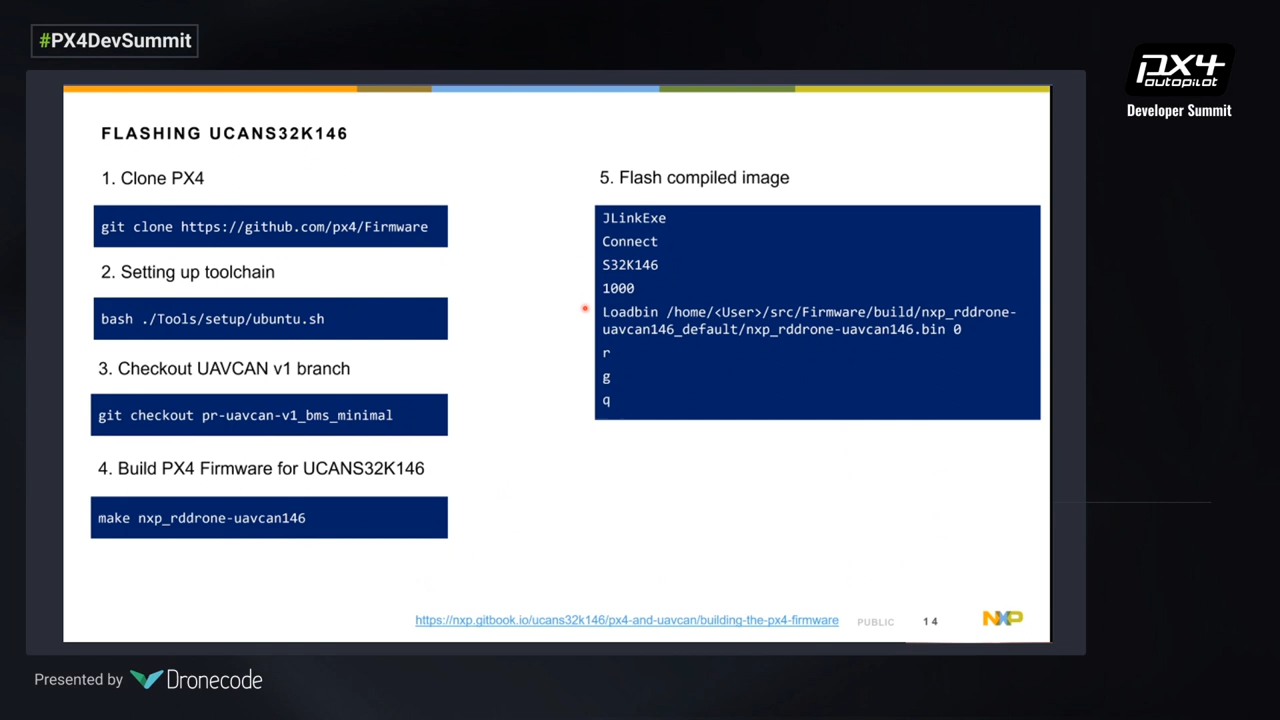 #PX4DevSummit
PX4
autopilot
Developer Summit
FLASHING UCANS32K146
1. Clone PX4
git clone https://github.com/px4/Firmware
2. Setting up toolchain
bash ./Tools/setup/ubuntu.sh
3. Checkout UAVCAN v1 branch
git checkout pr-uavcan-v1_bms_minimal
4. Build PX4 Firmware for UCANS32K146
make nxp_rddrone-uavcan146
5. Flash compiled image
JLinkExe
Connect
S32K146
1000
Loadbin /home/<User>/src/Firmware/build/nxp_rddrone-
uavcan146_default/nxp_rddrone-uavcan146.bin 0
r
g
q
https://nxp.gitbook.io/ucans32k146/px4-and-uavcan/building-the-px4-firmware
PUBLIC
14
NXP
Presented by Dronecode